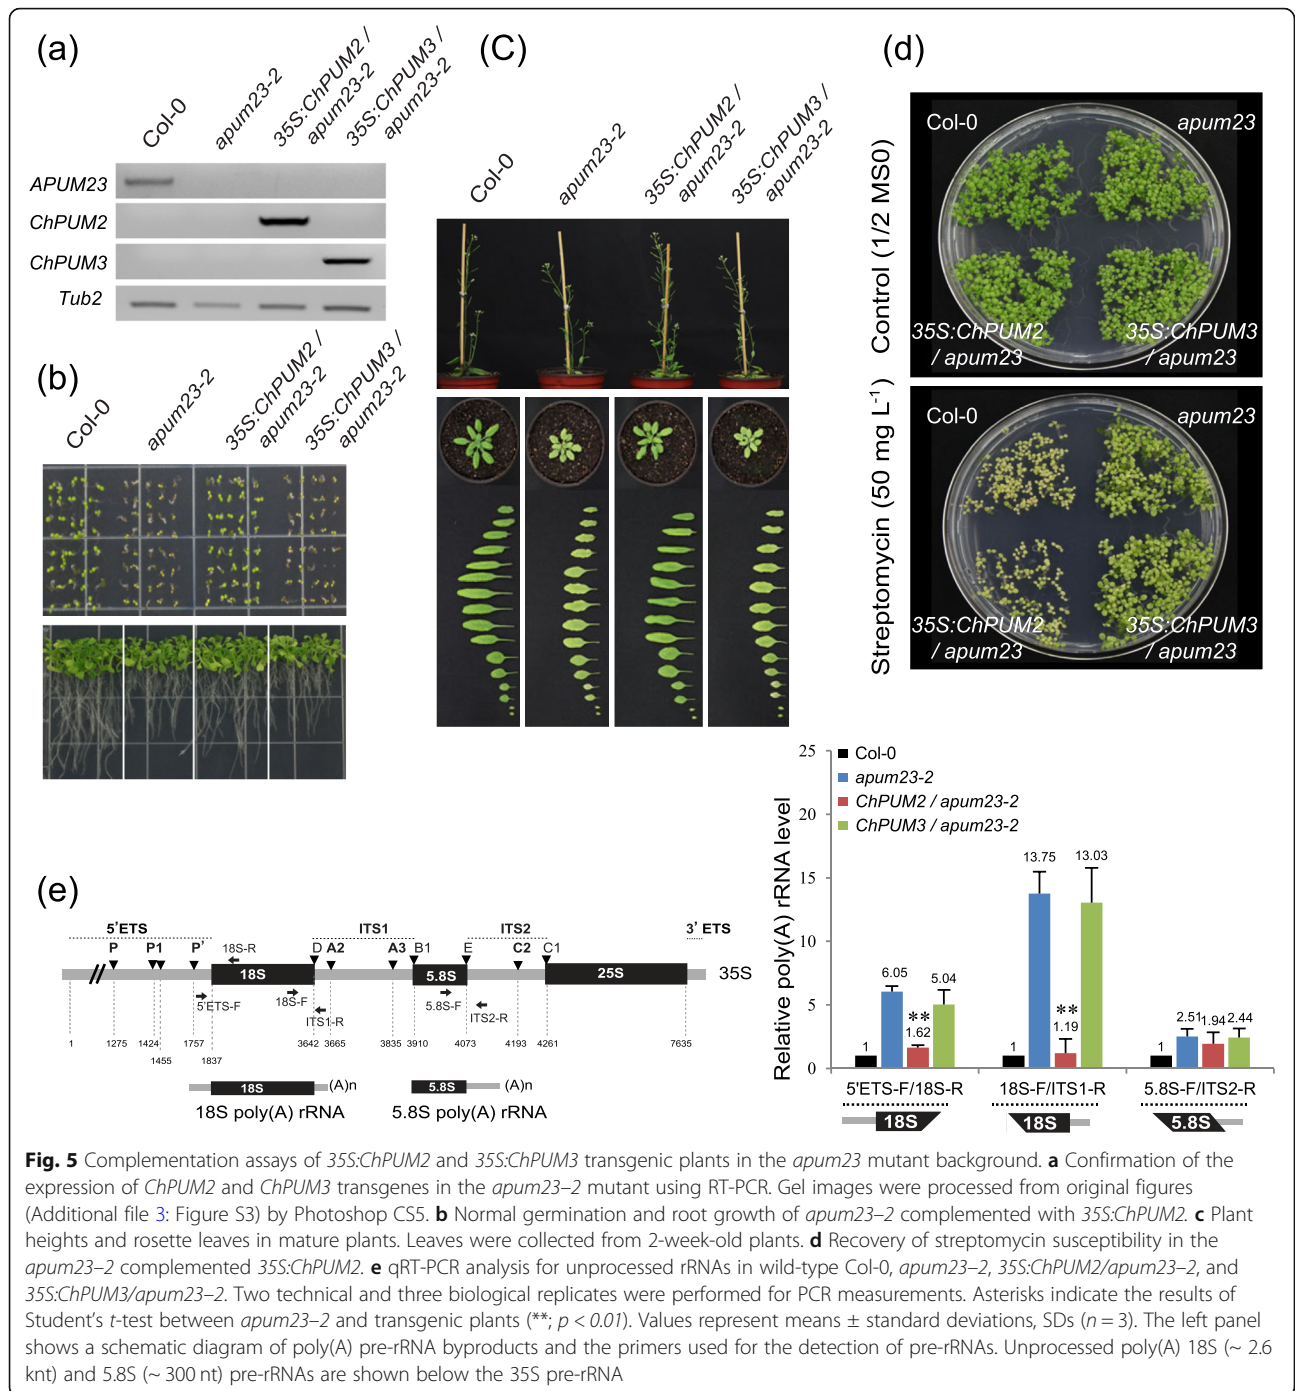 (a)
Col-0
apum23-2
35S:ChPUM2 /
apum23-2
35S:ChPUM3 /
apum23-2
APUM23
ChPUM2
ChPUM3
Tub2
(b)
Col-0
apum23-2
35S:ChPUM2 /
apum23-2
35S:ChPUM3 /
apum23-2
(C)
Col-0
apum23-2
35S:ChPUM2 /
apum23-2
35S:ChPUM3 /
apum23-2
(d)
Control (1/2 MS0)
Col-0
apum23
35S:ChPUM2
/ apum23
35S:ChPUM3
/ apum23
Streptomycin (50 mg L-1)
Col-0
apum23
35S:ChPUM2
/ apum23
35S:ChPUM3
/ apum23
(e)
5'ETS
ITS1
ITS2
3' ETS
P
P1
P'
18S-R
D
A2
A3
B1
E
C2
C1
18S
5.8S
25S
35S
5'ETS-F
18S-F
ITS1-R
5.8S-F
ITS2-R
1
1275
1424
1455
1757
1837
3642
3665
3835
3910
4073
4193
4261
7635
18S
(A)n
18S poly(A) rRNA
5.8S
(A)n
5.8S poly(A) rRNA
Relative poly(A) rRNA level
25
20
15
10
5
0
Col-0
apum23-2
ChPUM2 / apum23-2
ChPUM3 / apum23-2
1
6.05
**
1.62
5.04
1
13.75
**
1.19
13.03
1
2.51
1.94
2.44
5'ETS-F/18S-R
18S-F/ITS1-R
5.8S-F/ITS2-R
18S
18S
5.8S
Fig. 5 Complementation assays of 35S:ChPUM2 and 35S:ChPUM3 transgenic plants in the apum23 mutant background. a Confirmation of the
expression of ChPUM2 and ChPUM3 transgenes in the apum23–2 mutant using RT-PCR. Gel images were processed from original figures
(Additional file 3: Figure S3) by Photoshop CS5. b Normal germination and root growth of apum23–2 complemented with 35S:ChPUM2. c Plant
heights and rosette leaves in mature plants. Leaves were collected from 2-week-old plants. d Recovery of streptomycin susceptibility in the
apum23–2 complemented 35S:ChPUM2. e qRT-PCR analysis for unprocessed rRNAs in wild-type Col-0, apum23–2, 35S:ChPUM2/apum23–2, and
35S:ChPUM3/apum23–2. Two technical and three biological replicates were performed for PCR measurements. Asterisks indicate the results of
Student's t-test between apum23–2 and transgenic plants (**; p < 0.01). Values represent means ± standard deviations, SDs (n = 3). The left panel
shows a schematic diagram of poly(A) pre-rRNA byproducts and the primers used for the detection of pre-rRNAs. Unprocessed poly(A) 18S (~ 2.6
knt) and 5.8S (~ 300 nt) pre-rRNAs are shown below the 35S pre-rRNA